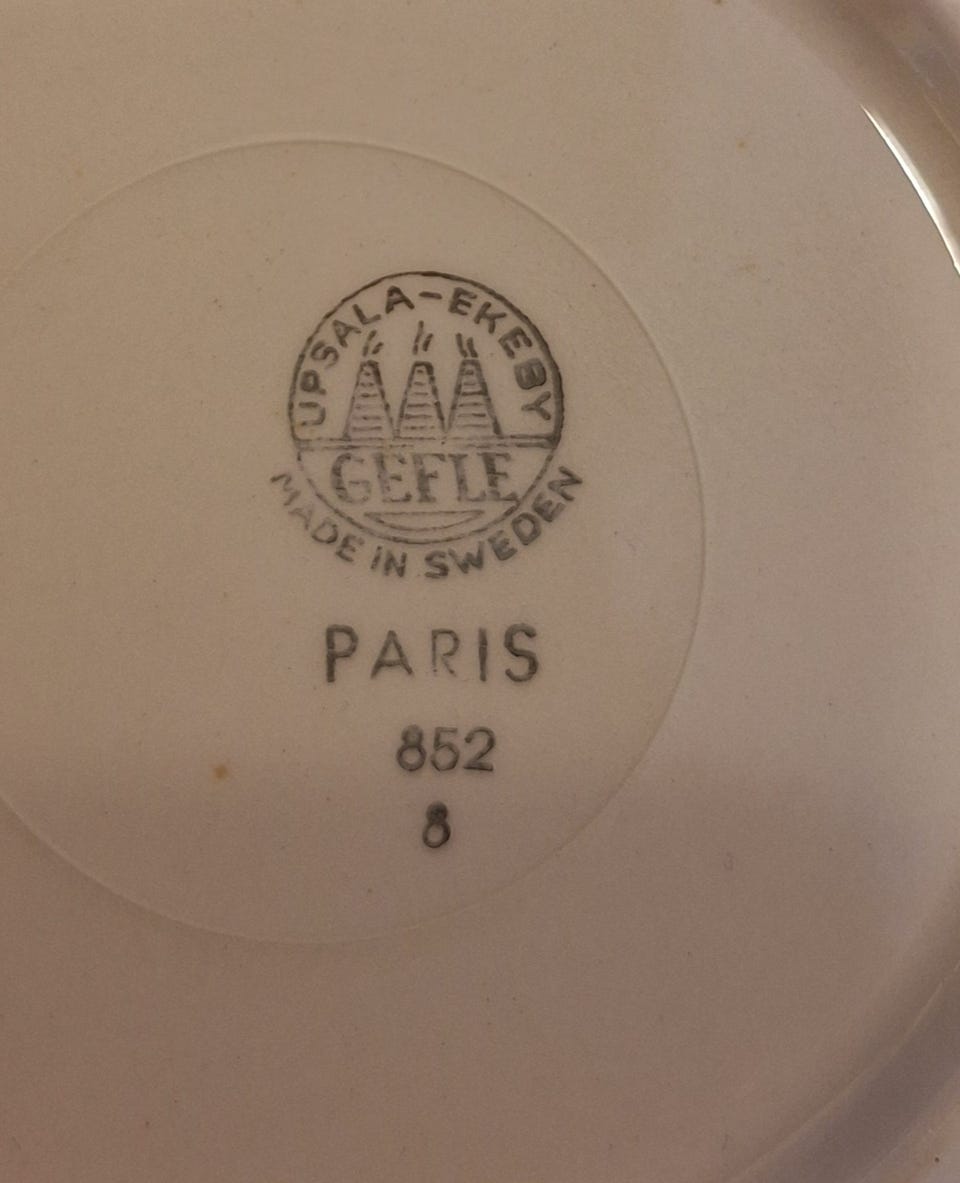 UPSALA-EKEBY
GEFLE
MADE IN SWEDEN
PARIS
852
8